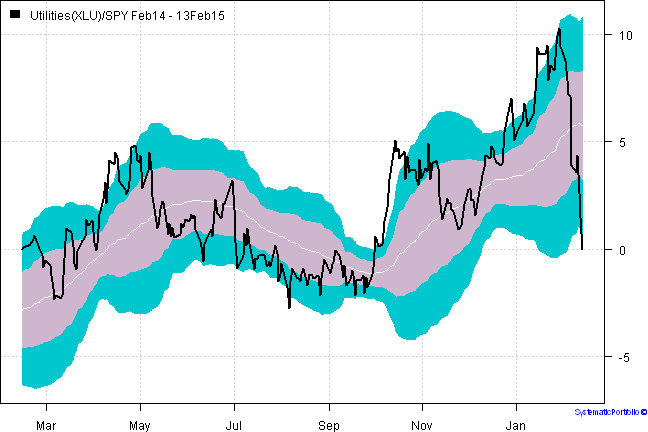 Utilities(XLU)/SPY Feb14 - 13Feb15
10
5
0
-5
Mar May Jul Sep Nov Jan
SystematicPortfolio ©